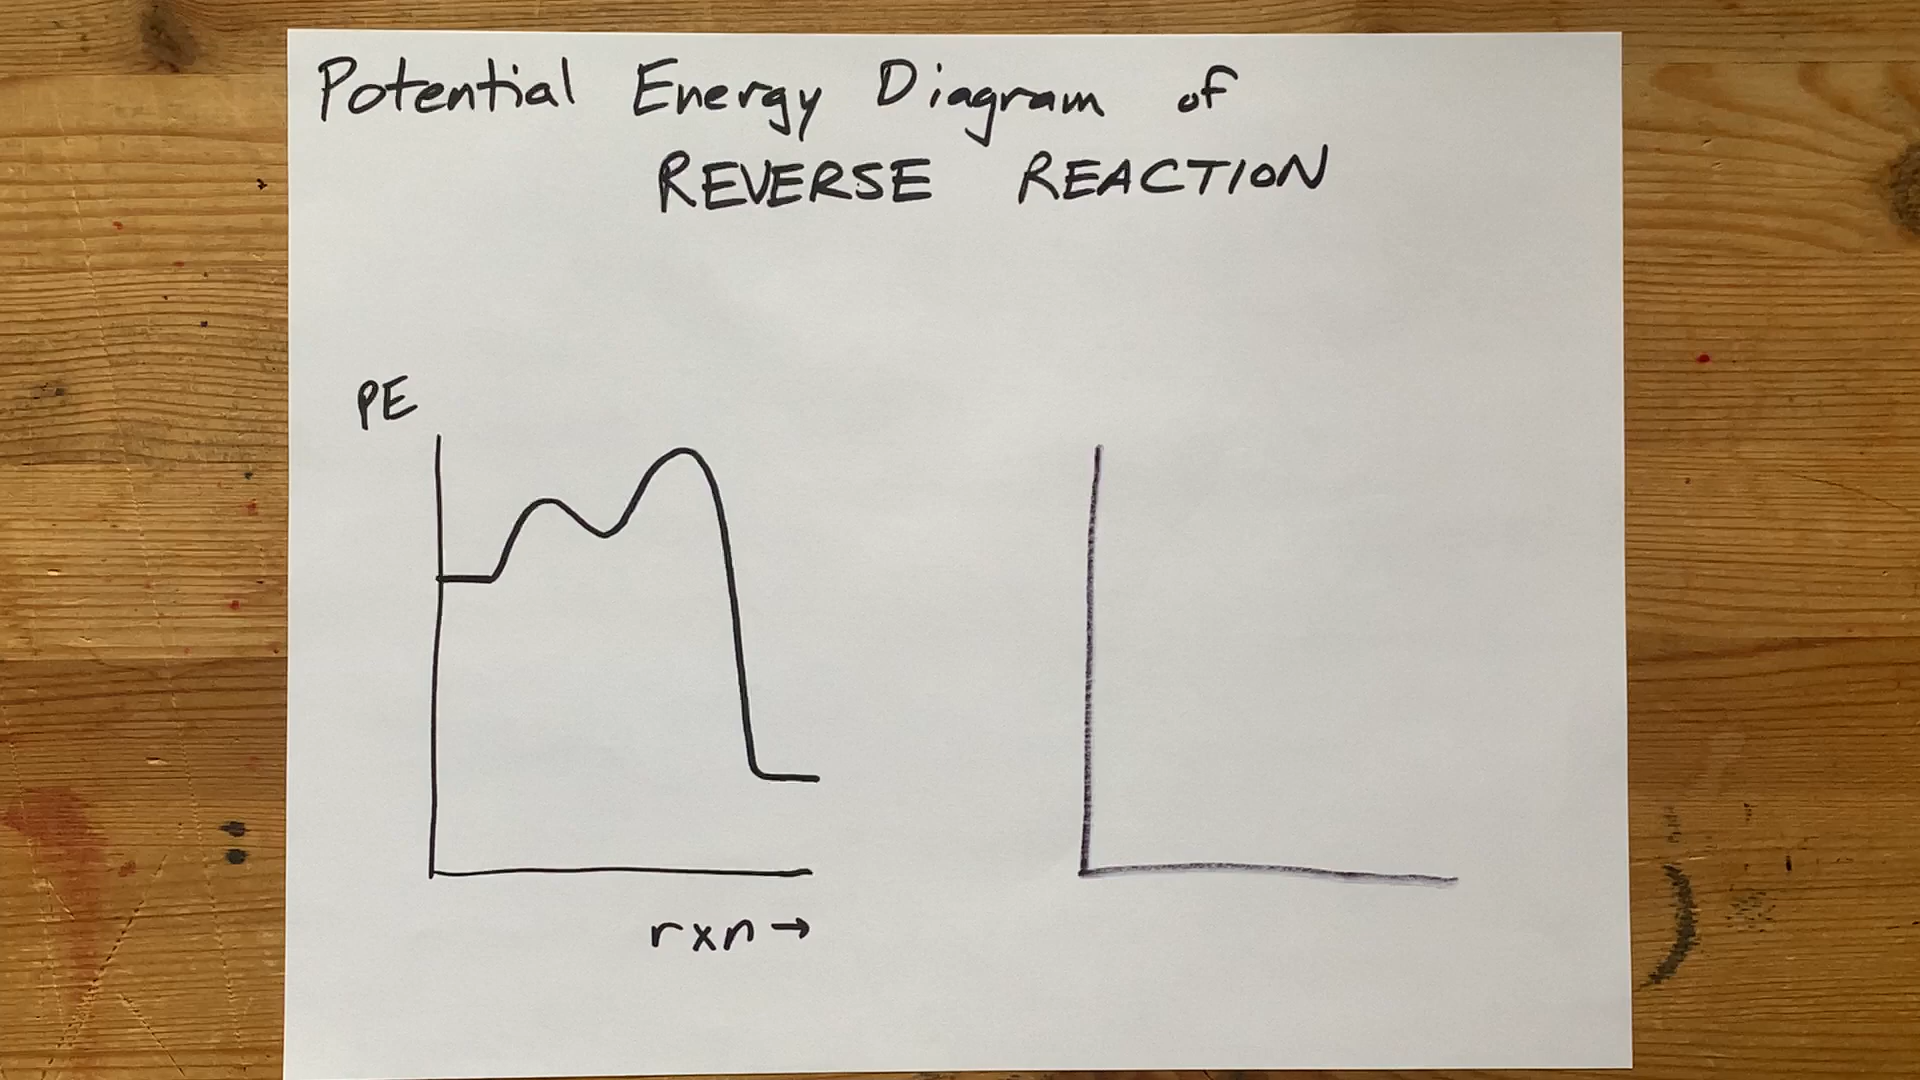 Potential Energy Diagram of
REVERSE REACTION
PE
rxn →